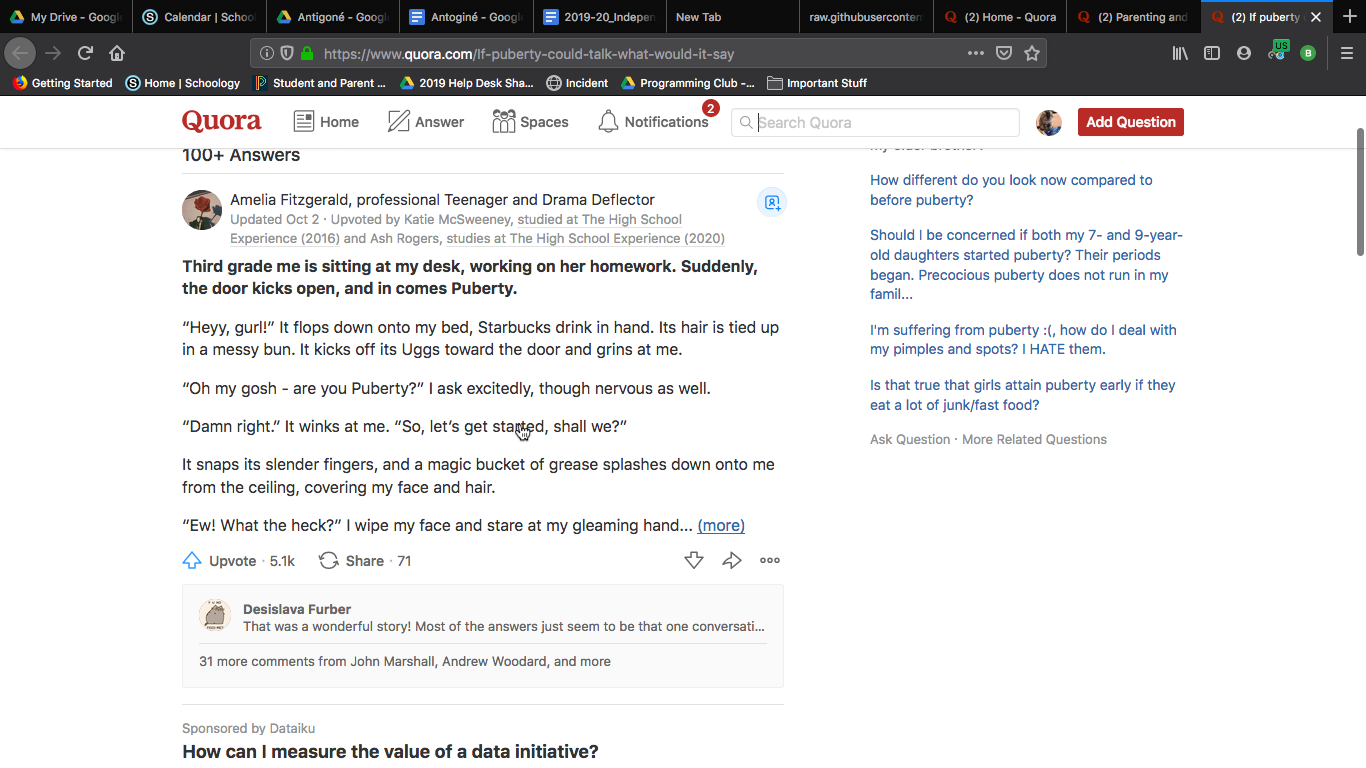 My Drive - Googl
Calendar | School
Antigoné - Googl
Antoginé - Googl
2019-20_Indepen
New Tab
raw.githubusercontent
(2) Home - Quora
(2) Parenting and
(2) If puberty
https://www.quora.com/If-puberty-could-talk-what-would-it-say
US
B
Getting Started
Home | Schoology
Student and Parent ...
2019 Help Desk Sha...
Incident
Programming Club -...
Important Stuff
Quora
Home
Answer
Spaces
Notifications
2
Search Quora
Add Question
100+ Answers
Amelia Fitzgerald, professional Teenager and Drama Deflector
Updated Oct 2 · Upvoted by Katie McSweeney, studied at The High School
Experience (2016) and Ash Rogers, studies at The High School Experience (2020)
Third grade me is sitting at my desk, working on her homework. Suddenly,
the door kicks open, and in comes Puberty.
“Heyy, gurl!” It flops down onto my bed, Starbucks drink in hand. Its hair is tied up
in a messy bun. It kicks off its Uggs toward the door and grins at me.
“Oh my gosh - are you Puberty?” I ask excitedly, though nervous as well.
“Damn right.” It winks at me. “So, let’s get started, shall we?”
It snaps its slender fingers, and a magic bucket of grease splashes down onto me
from the ceiling, covering my face and hair.
“Ew! What the heck?” I wipe my face and stare at my gleaming hand... (more)
Upvote · 5.1k
Share · 71
Desislava Furber
That was a wonderful story! Most of the answers just seem to be that one conversati...
31 more comments from John Marshall, Andrew Woodard, and more
Sponsored by Dataiku
How can I measure the value of a data initiative?
How different do you look now compared to
before puberty?
Should I be concerned if both my 7- and 9-year-
old daughters started puberty? Their periods
began. Precocious puberty does not run in my
famil...
I'm suffering from puberty :(, how do I deal with
my pimples and spots? I HATE them.
Is that true that girls attain puberty early if they
eat a lot of junk/fast food?
Ask Question · More Related Questions